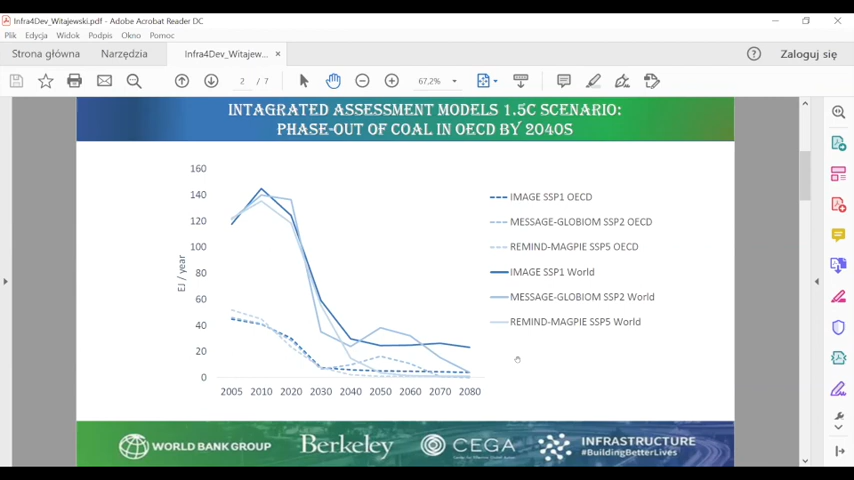 Infra4Dev_Witajewski.pdf - Adobe Acrobat Reader DC
Plik Edycja Widok Podpis Okno Pomoc
Strona główna Narzędzia Infra4Dev_Witajew... × Zaloguj się
2 / 7 67,2%
INTAGRATED ASSESSMENT MODELS 1.5C SCENARIO:
PHASE-OUT OF COAL IN OECD BY 2040S
160
140
120
100
80
60
40
20
0
EJ / year
2005 2010 2020 2030 2040 2050 2060 2070 2080
IMAGE SSP1 OECD
MESSAGE-GLOBIOM SSP2 OECD
REMIND-MAGPIE SSP5 OECD
IMAGE SSP1 World
MESSAGE-GLOBIOM SSP2 World
REMIND-MAGPIE SSP5 World
WORLD BANK GROUP
Berkeley
CEGA
INFRASTRUCTURE
#BuildingBetterLives